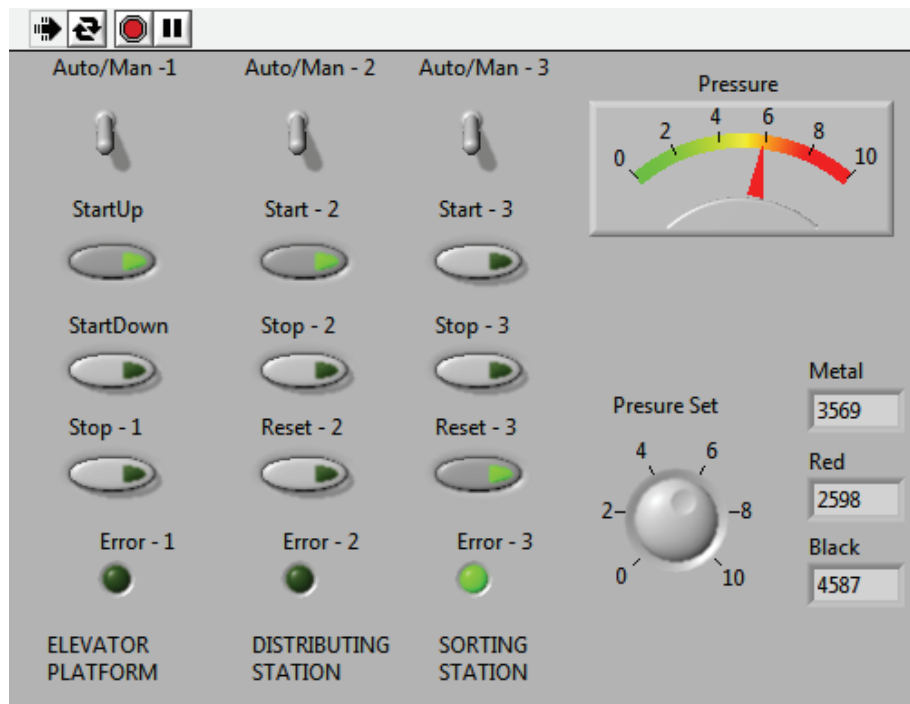 Auto/Man -1
Auto/Man - 2
Auto/Man - 3
Pressure
0
2
4
6
8
10
StartUp
Start - 2
Start - 3
StartDown
Stop - 2
Stop - 3
Metal
3569
Presure Set
Stop - 1
Reset - 2
Reset - 3
4
6
Red
2598
2
8
Error - 1
Error - 2
Error - 3
Black
4587
0
10
ELEVATOR
PLATFORM
DISTRIBUTING
STATION
SORTING
STATION